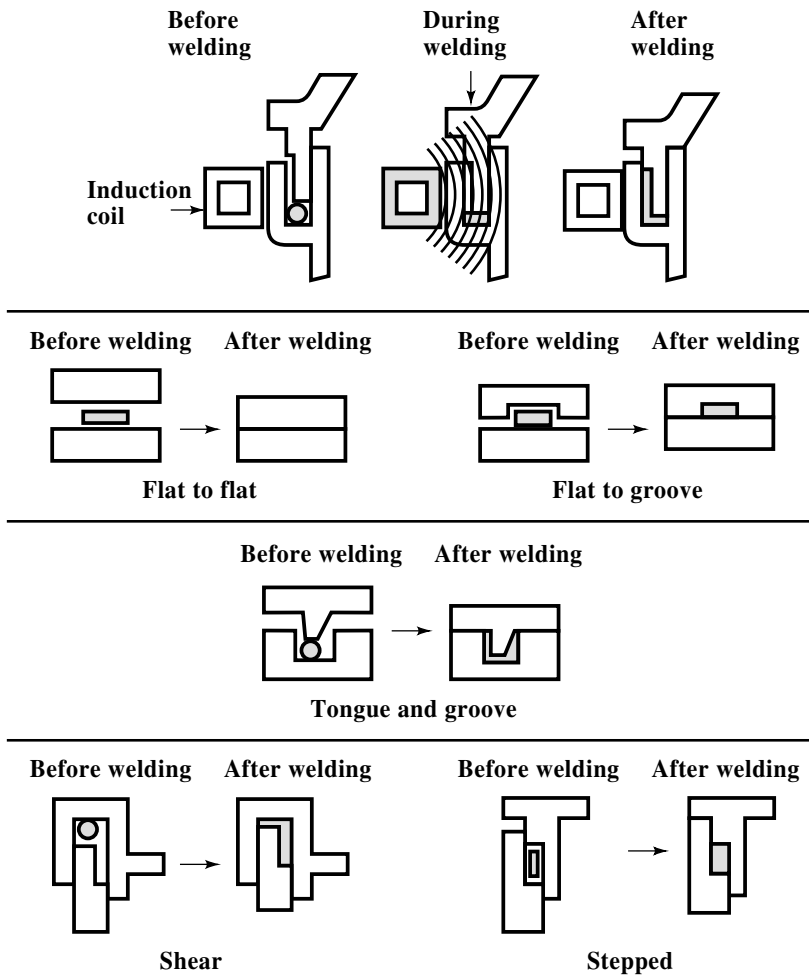 Before
welding
During
welding
After
welding
Induction
coil
Before welding
After welding
Before welding
After welding
Flat to flat
Flat to groove
Before welding
After welding
Tongue and groove
Before welding
After welding
Before welding
After welding
Shear
Stepped